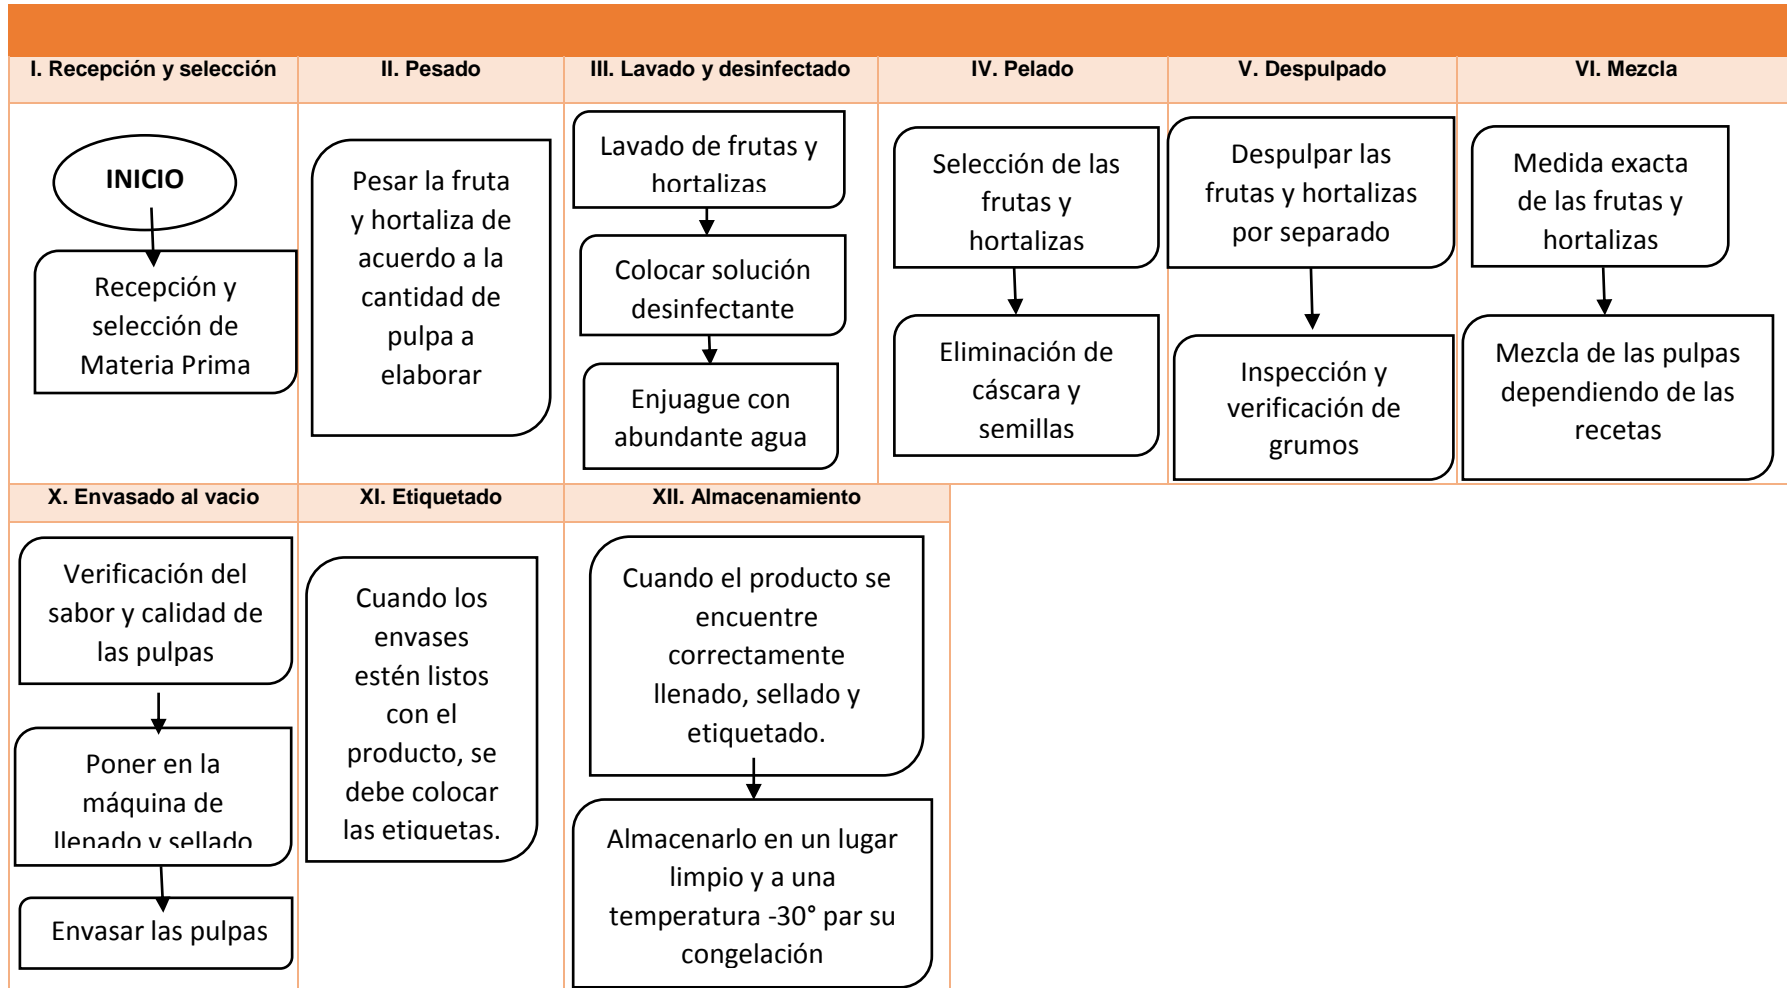 I. Recepción y selección
II. Pesado
III. Lavado y desinfectado
IV. Pelado
V. Despulpado
VI. Mezcla
INICIO
Recepción y
selección de
Materia Prima
Pesar la fruta
y hortaliza de
acuerdo a la
cantidad de
pulpa a
elaborar
Lavado de frutas y
hortalizas
Colocar solución
desinfectante
Enjuague con
abundante agua
Selección de las
frutas y
hortalizas
Eliminación de
cáscara y
semillas
Despulpar las
frutas y hortalizas
por separado
Inspección y
verificación de
grumos
Medida exacta
de las frutas y
hortalizas
Mezcla de las pulpas
dependiendo de las
recetas
X. Envasado al vacio
XI. Etiquetado
XII. Almacenamiento
Verificación del
sabor y calidad de
las pulpas
Poner en la
máquina de
llenado y sellado
Envasar las pulpas
Cuando los
envases
estén listos
con el
producto, se
debe colocar
las etiquetas.
Cuando el producto se
encuentre
correctamente
llenado, sellado y
etiquetado.
Almacenarlo en un lugar
limpio y a una
temperatura -30° par su
congelación